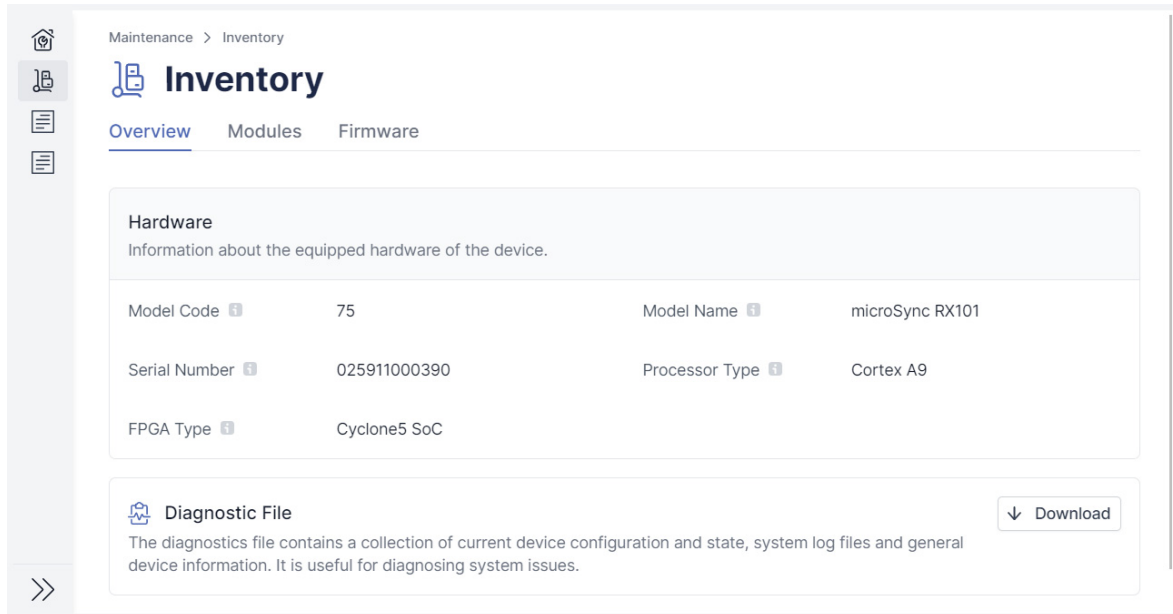 Maintenance > Inventory
Inventory
Overview Modules Firmware
Hardware
Information about the equipped hardware of the device.
Model Code 75 Model Name microSync RX101
Serial Number 025911000390 Processor Type Cortex A9
FPGA Type Cyclone5 SoC
Diagnostic File Download
The diagnostics file contains a collection of current device configuration and state, system log files and general
device information. It is useful for diagnosing system issues.